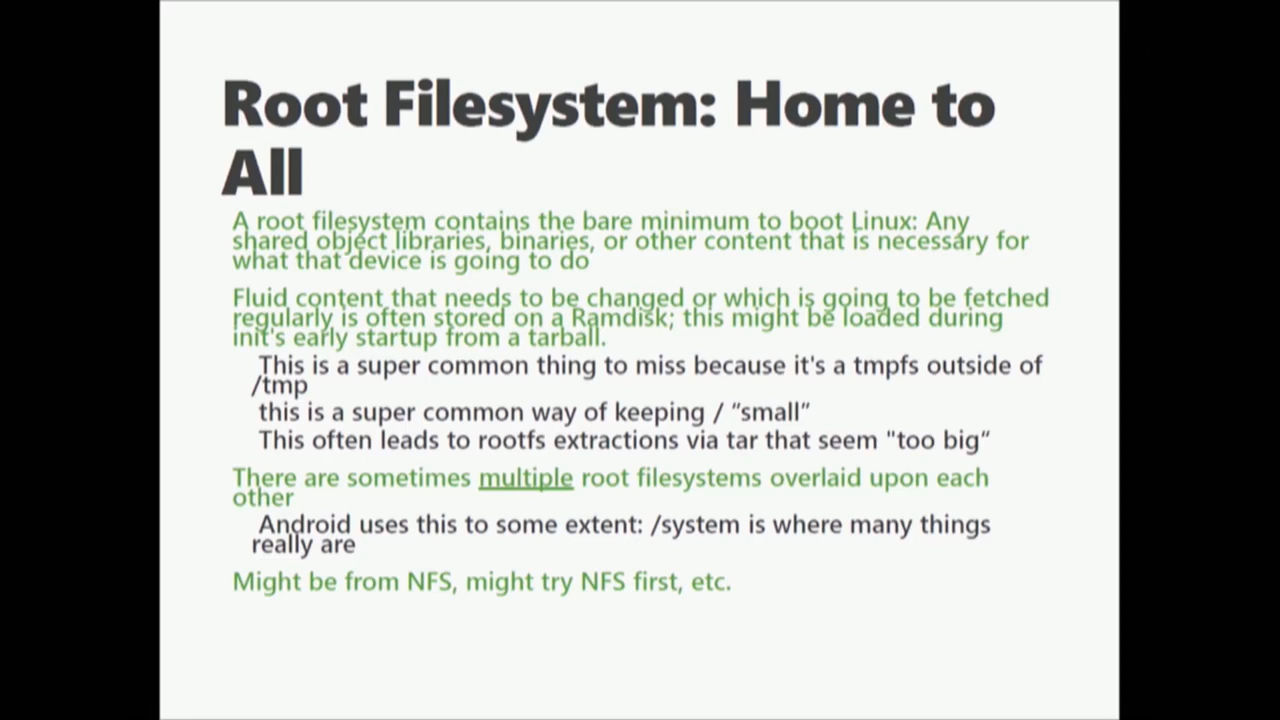 Root Filesystem: Home to
All
A root filesystem contains the bare minimum to boot Linux: Any
shared object libraries, binaries, or other content that is necessary for
what that device is going to do
Fluid content that needs to be changed or which is going to be fetched
regularly is often stored on a Ramdisk; this might be loaded during
init's early startup from a tarball.
This is a super common thing to miss because it's a tmpfs outside of
/tmp
this is a super common way of keeping / “small”
This often leads to rootfs extractions via tar that seem "too big”
There are sometimes multiple root filesystems overlaid upon each
other
Android uses this to some extent: /system is where many things
really are
Might be from NFS, might try NFS first, etc.